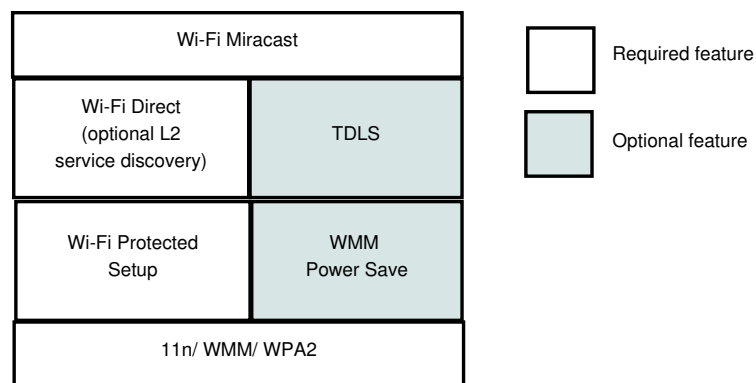 Wi-Fi Miracast
Required feature
Wi-Fi Direct
(optional L2
service discovery)
TDLS
Optional feature
Wi-Fi Protected
Setup
WMM
Power Save
11n/ WMM/ WPA2